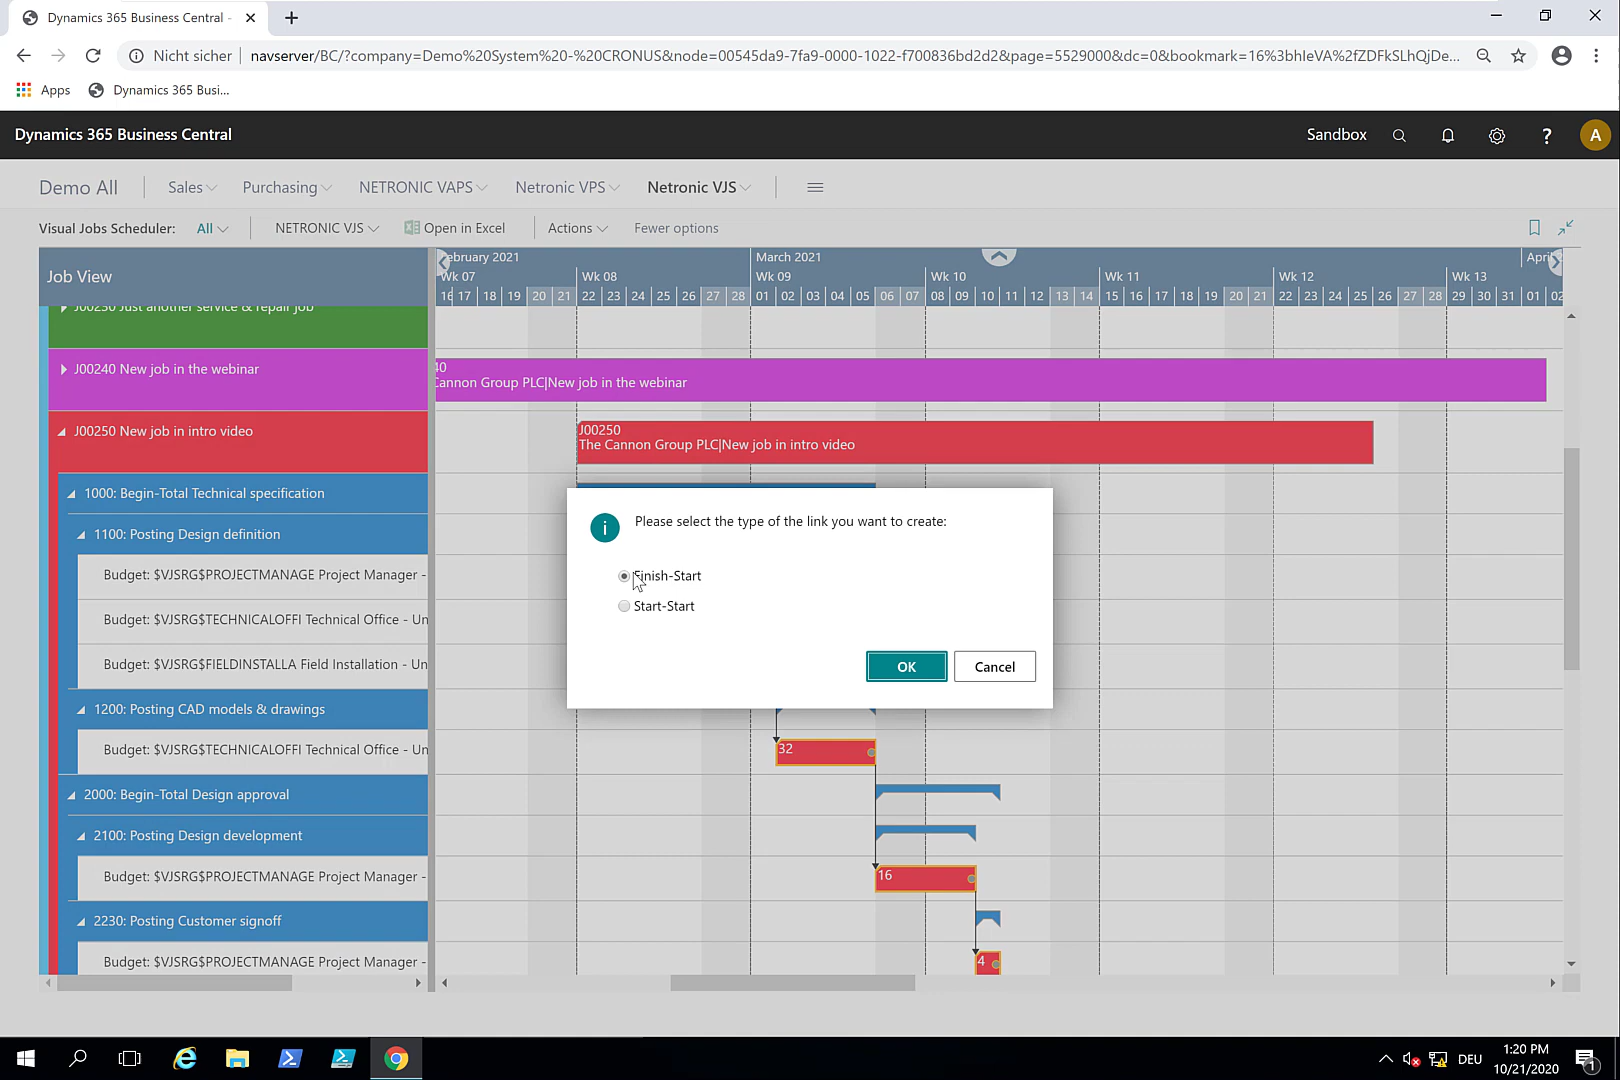 Dynamics 365 Business Central -
Nicht sicher
navserver/BC/?company=Demo%20System%20-%20CRONUS&node=00545da9-7fa9-0000-1022-f700836bd2d2&page=5529000&dc=0&bookmark=16%3bhIeVA%2fZDFkSLhQjDe...
Apps
Dynamics 365 Busi...
Dynamics 365 Business Central
Sandbox
?
A
Demo All
Sales
Purchasing
NETRONIC VAPS
Netronic VPS
Netronic VJS
Visual Jobs Scheduler:
All
NETRONIC VJS
Open in Excel
Actions
Fewer options
Job View
ebruary 2021
March 2021
April
Wk 07
Wk 08
Wk 09
Wk 10
Wk 11
Wk 12
Wk 13
16 17 18 19 20 21 22 23 24 25 26 27 28 01 02 03 04 05 06 07 08 09 10 11 12 13 14 15 16 17 18 19 20 21 22 23 24 25 26 27 28 29 30 31 01 02
J00230 Just another service & repair job
J00240 New job in the webinar
40
Cannon Group PLC|New job in the webinar
J00250 New job in intro video
J00250
The Cannon Group PLC|New job in intro video
1000: Begin-Total Technical specification
1100: Posting Design definition
Budget: $VJSRG$PROJECTMANAGE Project Manager -
Budget: $VJSRG$TECHNICALOFFI Technical Office - Un
Budget: $VJSRG$FIELDINSTALLA Field Installation - Un
1200: Posting CAD models & drawings
Budget: $VJSRG$TECHNICALOFFI Technical Office - Un
32
2000: Begin-Total Design approval
2100: Posting Design development
Budget: $VJSRG$PROJECTMANAGE Project Manager -
16
2230: Posting Customer signoff
Budget: $VJSRG$PROJECTMANAGE Project Manager -
4
i
Please select the type of the link you want to create:
Finish-Start
Start-Start
OK
Cancel
DEU
1:20 PM
10/21/2020
1